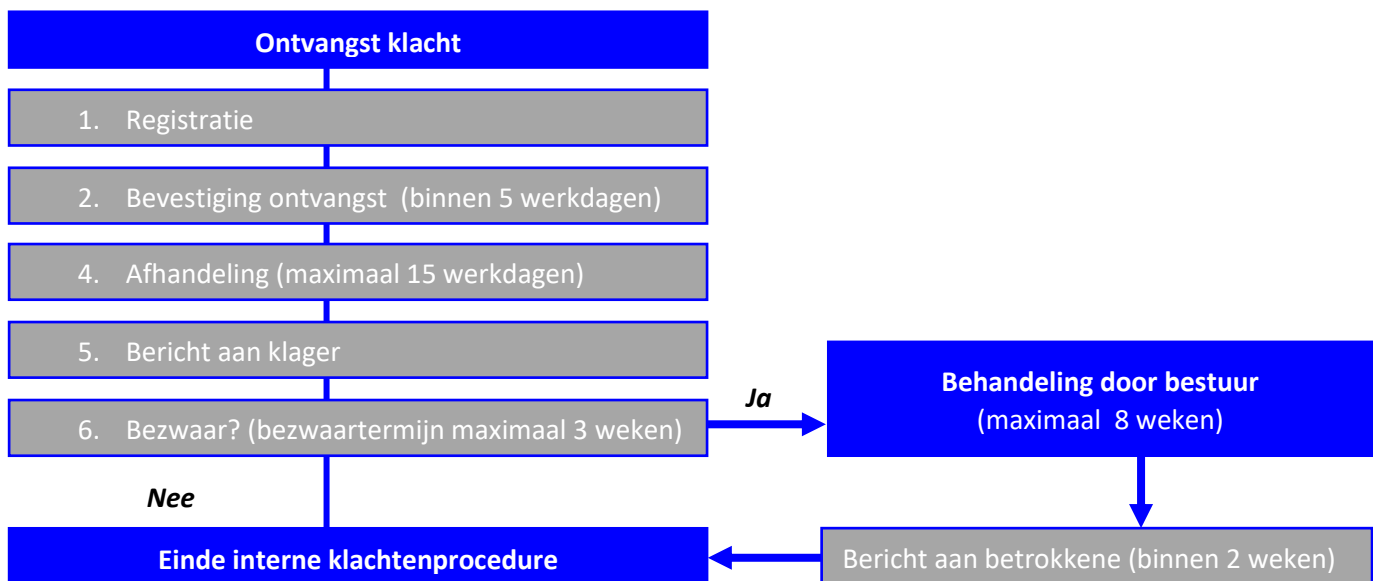 Ontvangst klacht
1. Registratie
2. Bevestiging ontvangst (binnen 5 werkdagen)
4. Afhandeling (maximaal 15 werkdagen)
5. Bericht aan klager
6. Bezwaar? (bezwaartermijn maximaal 3 weken)
Ja
Behandeling door bestuur
(maximaal 8 weken)
Nee
Einde interne klachtenprocedure
Bericht aan betrokkene (binnen 2 weken)